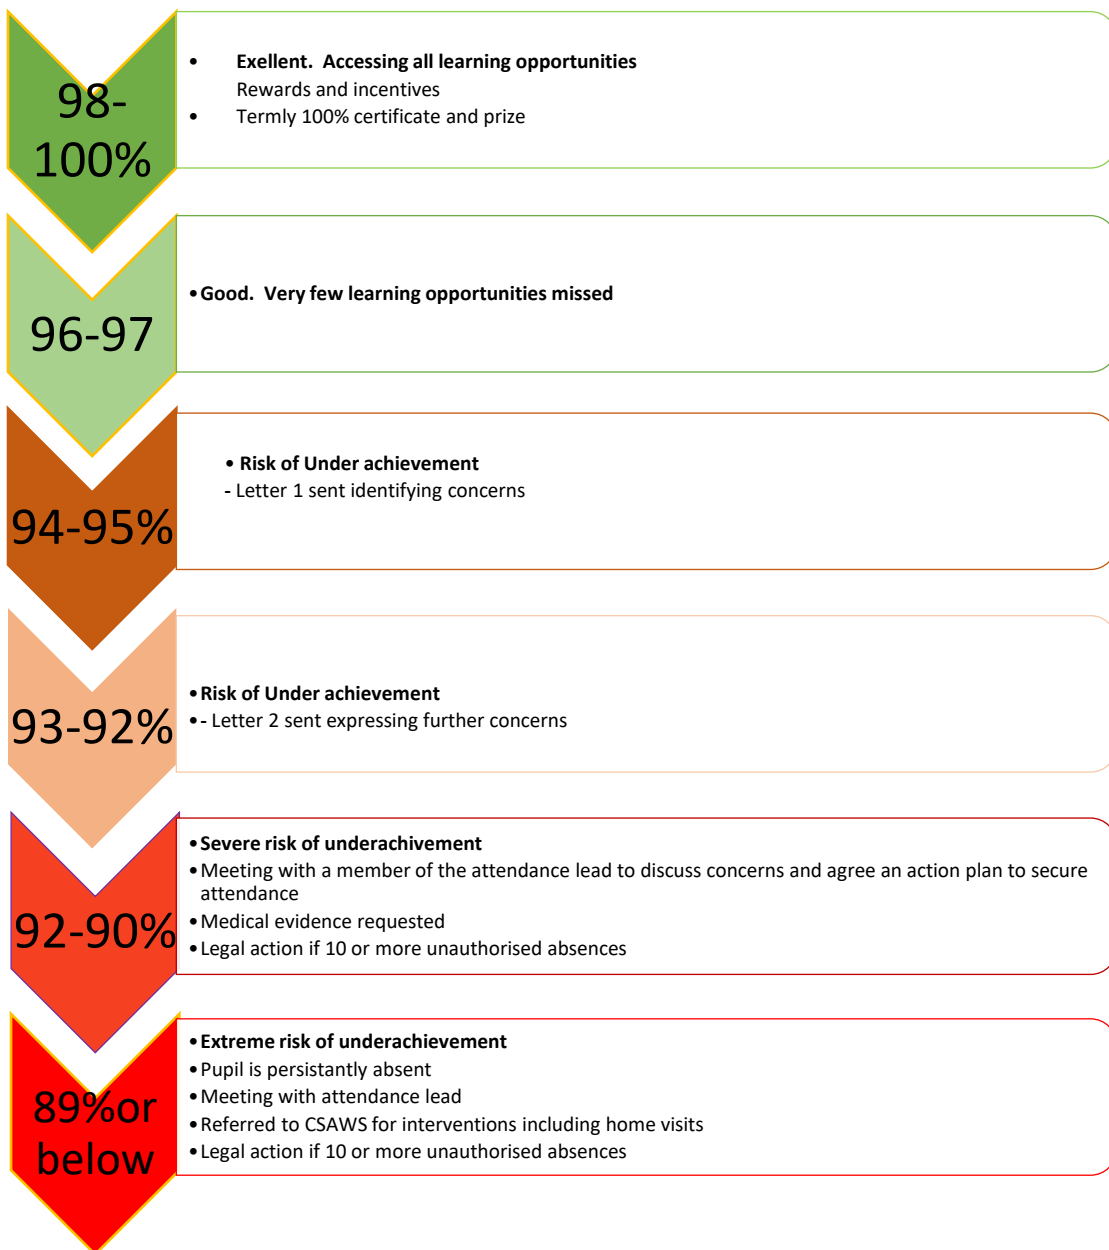 98-
100%
• Exellent. Accessing all learning opportunities
Rewards and incentives
• Termly 100% certificate and prize
96-97
• Good. Very few learning opportunities missed
94-95%
• Risk of Under achievement
- Letter 1 sent identifying concerns
93-92%
• Risk of Under achievement
• - Letter 2 sent expressing further concerns
92-90%
• Severe risk of underachivement
• Meeting with a member of the attendance lead to discuss concerns and agree an action plan to secure
attendance
• Medical evidence requested
• Legal action if 10 or more unauthorised absences
89%or
below
• Extreme risk of underachievement
• Pupil is persistantly absent
• Meeting with attendance lead
• Referred to CSAWS for interventions including home visits
• Legal action if 10 or more unauthorised absences